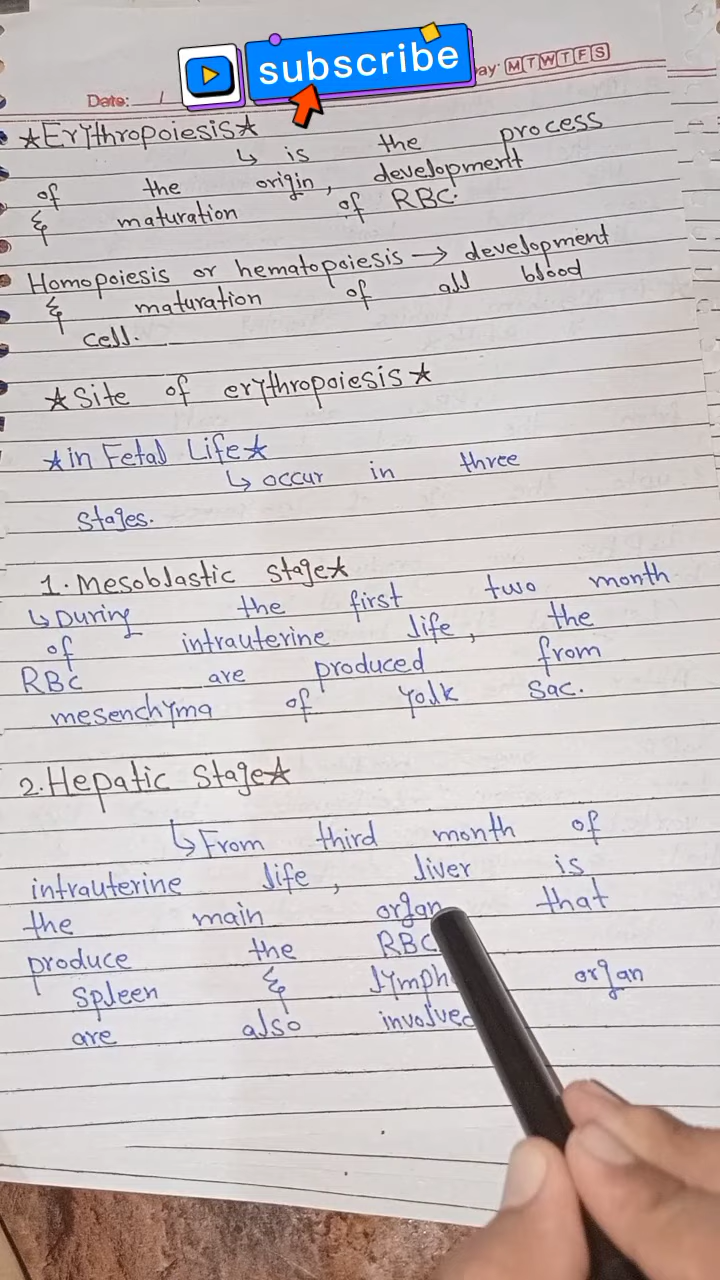 subscribe
Date: / ay: M T W T F S
★Erythropoiesis★
↳ is the process
of the origin, development
& maturation of RBC.
Homopoiesis or hematopoiesis → development
& maturation of all blood
cell.
★Site of erythropoiesis★
★in Fetal Life★
↳ occur in three
stages.
1. Mesoblastic stage★
↳During the first two month
of intrauterine life, the
RBC are produced from
mesenchyma of yolk sac.
2. Hepatic Stage★
↳From third month of
intrauterine life, liver is
the main organ that
produce the RBC
Spleen & lymph organ
are also involved